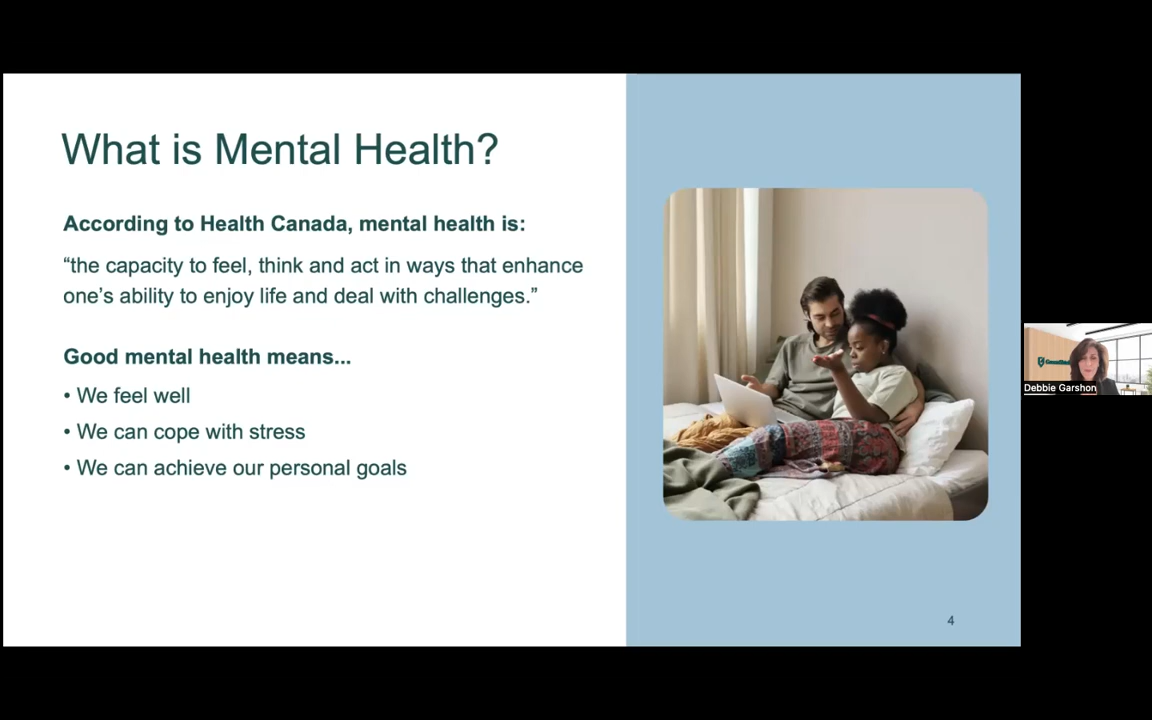 What is Mental Health?
According to Health Canada, mental health is:
“the capacity to feel, think and act in ways that enhance
one’s ability to enjoy life and deal with challenges.”
Good mental health means...
• We feel well
• We can cope with stress
• We can achieve our personal goals
4
Debbie Garshon